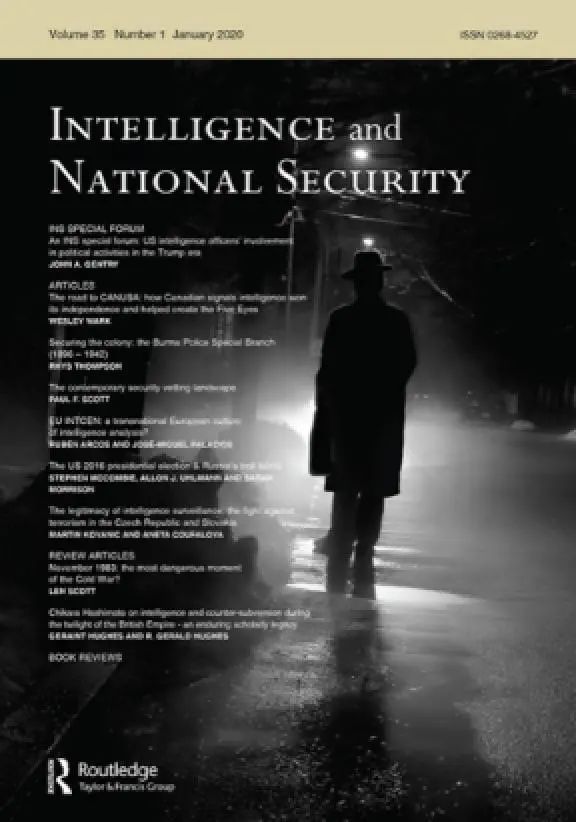 Volume 35 Number 1 January 2020
ISSN 0268-4527
INTELLIGENCE and
NATIONAL SECURITY
INS SPECIAL FORUM
An INS special forum: US intelligence officers' involvement
in political activities in the Trump era
JOHN A. GENTRY
ARTICLES
The road to CANUSA: how Canadian signals intelligence won
its independence and helped create the Five Eyes
WESLEY WARK
Securing the colony: the Burma Police Special Branch
(1896 – 1942)
RHYS THOMPSON
The contemporary security vetting landscape
PAUL F. SCOTT
EU INTCEN: a transnational European culture
of intelligence analysis?
RUBÉN ARCOS AND JOSÉ-MIGUEL PALACIOS
The US 2016 presidential election & Russia's troll farms
STEPHEN MCCOMBIE, ALLON J. UHLMANN AND SARAH
MORRISON
The legitimacy of intelligence surveillance: the fight against
terrorism in the Czech Republic and Slovakia
MARTIN KOVANIC AND ANETA COUFALOVA
REVIEW ARTICLES
November 1983: the most dangerous moment
of the Cold War?
LEN SCOTT
Chikara Hashimoto on intelligence and counter-subversion during
the twilight of the British Empire - an enduring scholarly legacy
GERAINT HUGHES AND R. GERALD HUGHES
BOOK REVIEWS
ROUTLEDGE
Routledge
Taylor & Francis Group